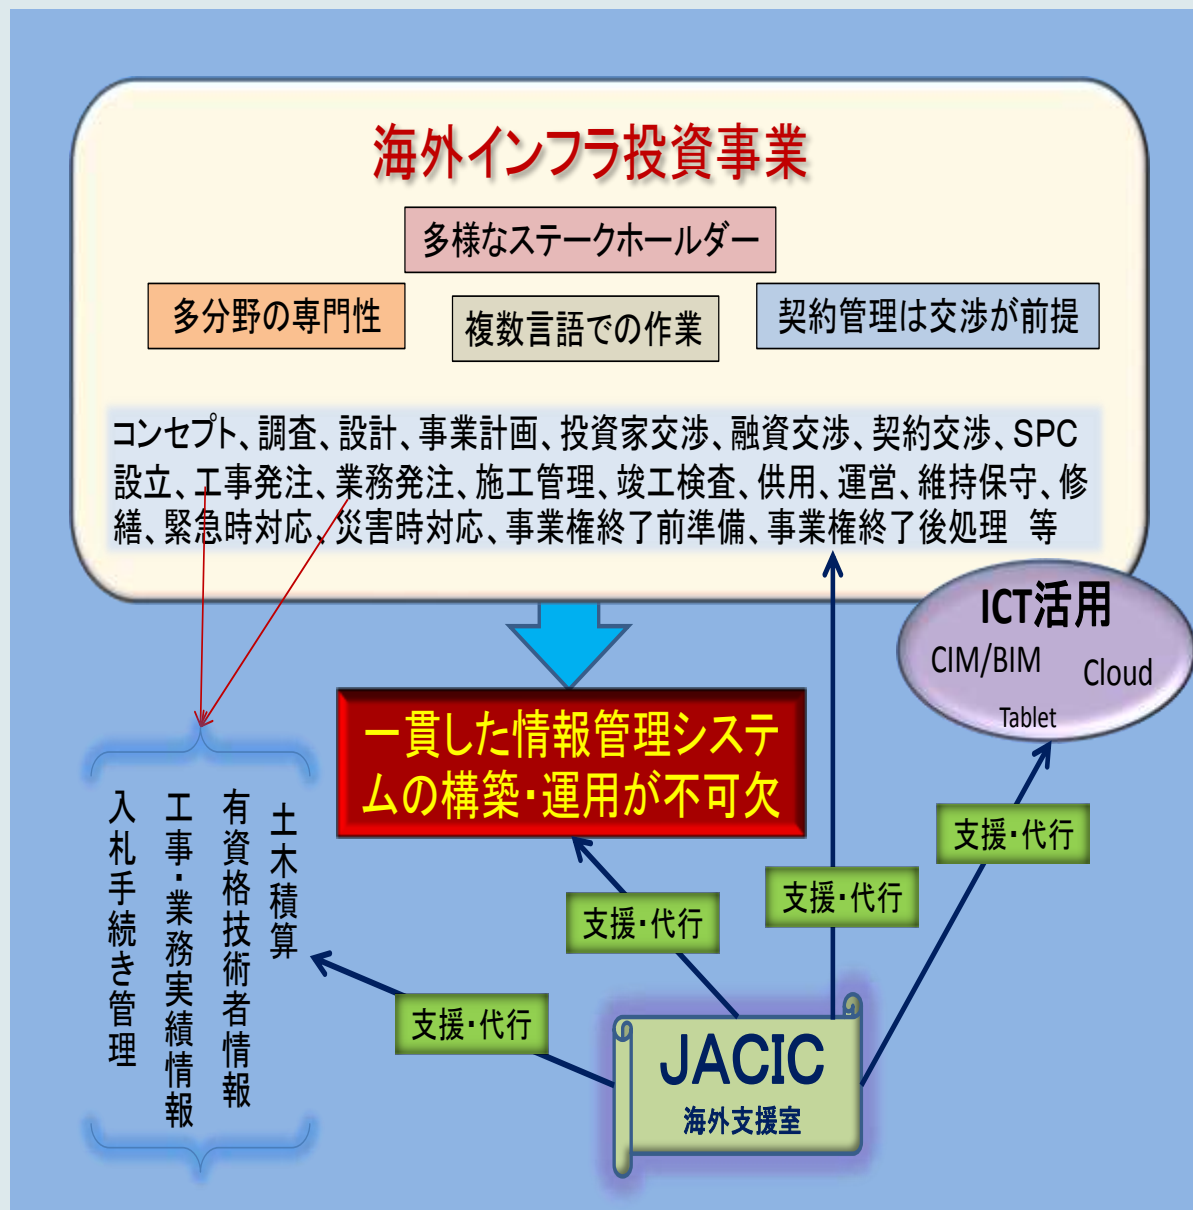 海外インフラ投資事業
多様なステークホールダー
多分野の専門性
複数言語での作業
契約管理は交渉が前提
コンセプト、調査、設計、事業計画、投資家交渉、融資交渉、契約交渉、SPC
設立、工事発注、業務発注、施工管理、竣工検査、供用、運営、維持保守、修
繕、緊急時対応、災害時対応、事業権終了前準備、事業権終了後処理　等
ICT活用
CIM/BIM
Cloud
Tablet
一貫した情報管理システ
ムの構築・運用が不可欠
支援・代行
支援・代行
支援・代行
支援・代行
土木積算
有資格技術者情報
工事・業務実績情報
入札手続き管理
JACIC
海外支援室